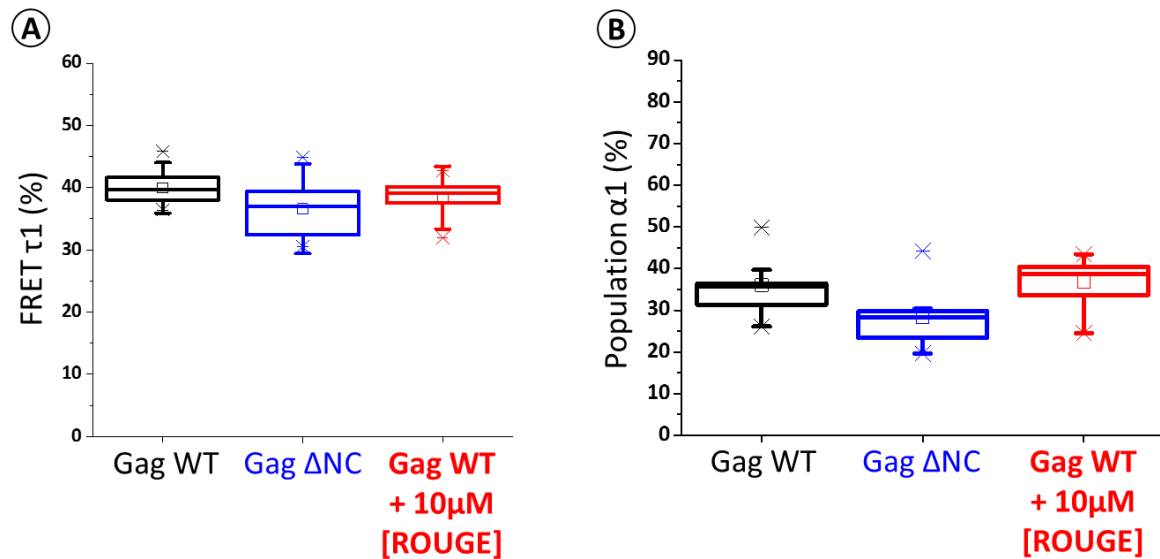 A
FRET τ1 (%)
60
50
40
30
20
10
0
Gag WT
Gag ΔNC
Gag WT
+ 10µM
[ROUGE]
B
Population α1 (%)
90
80
70
60
50
40
30
20
10
0
Gag WT
Gag ΔNC
Gag WT
+ 10µM
[ROUGE]